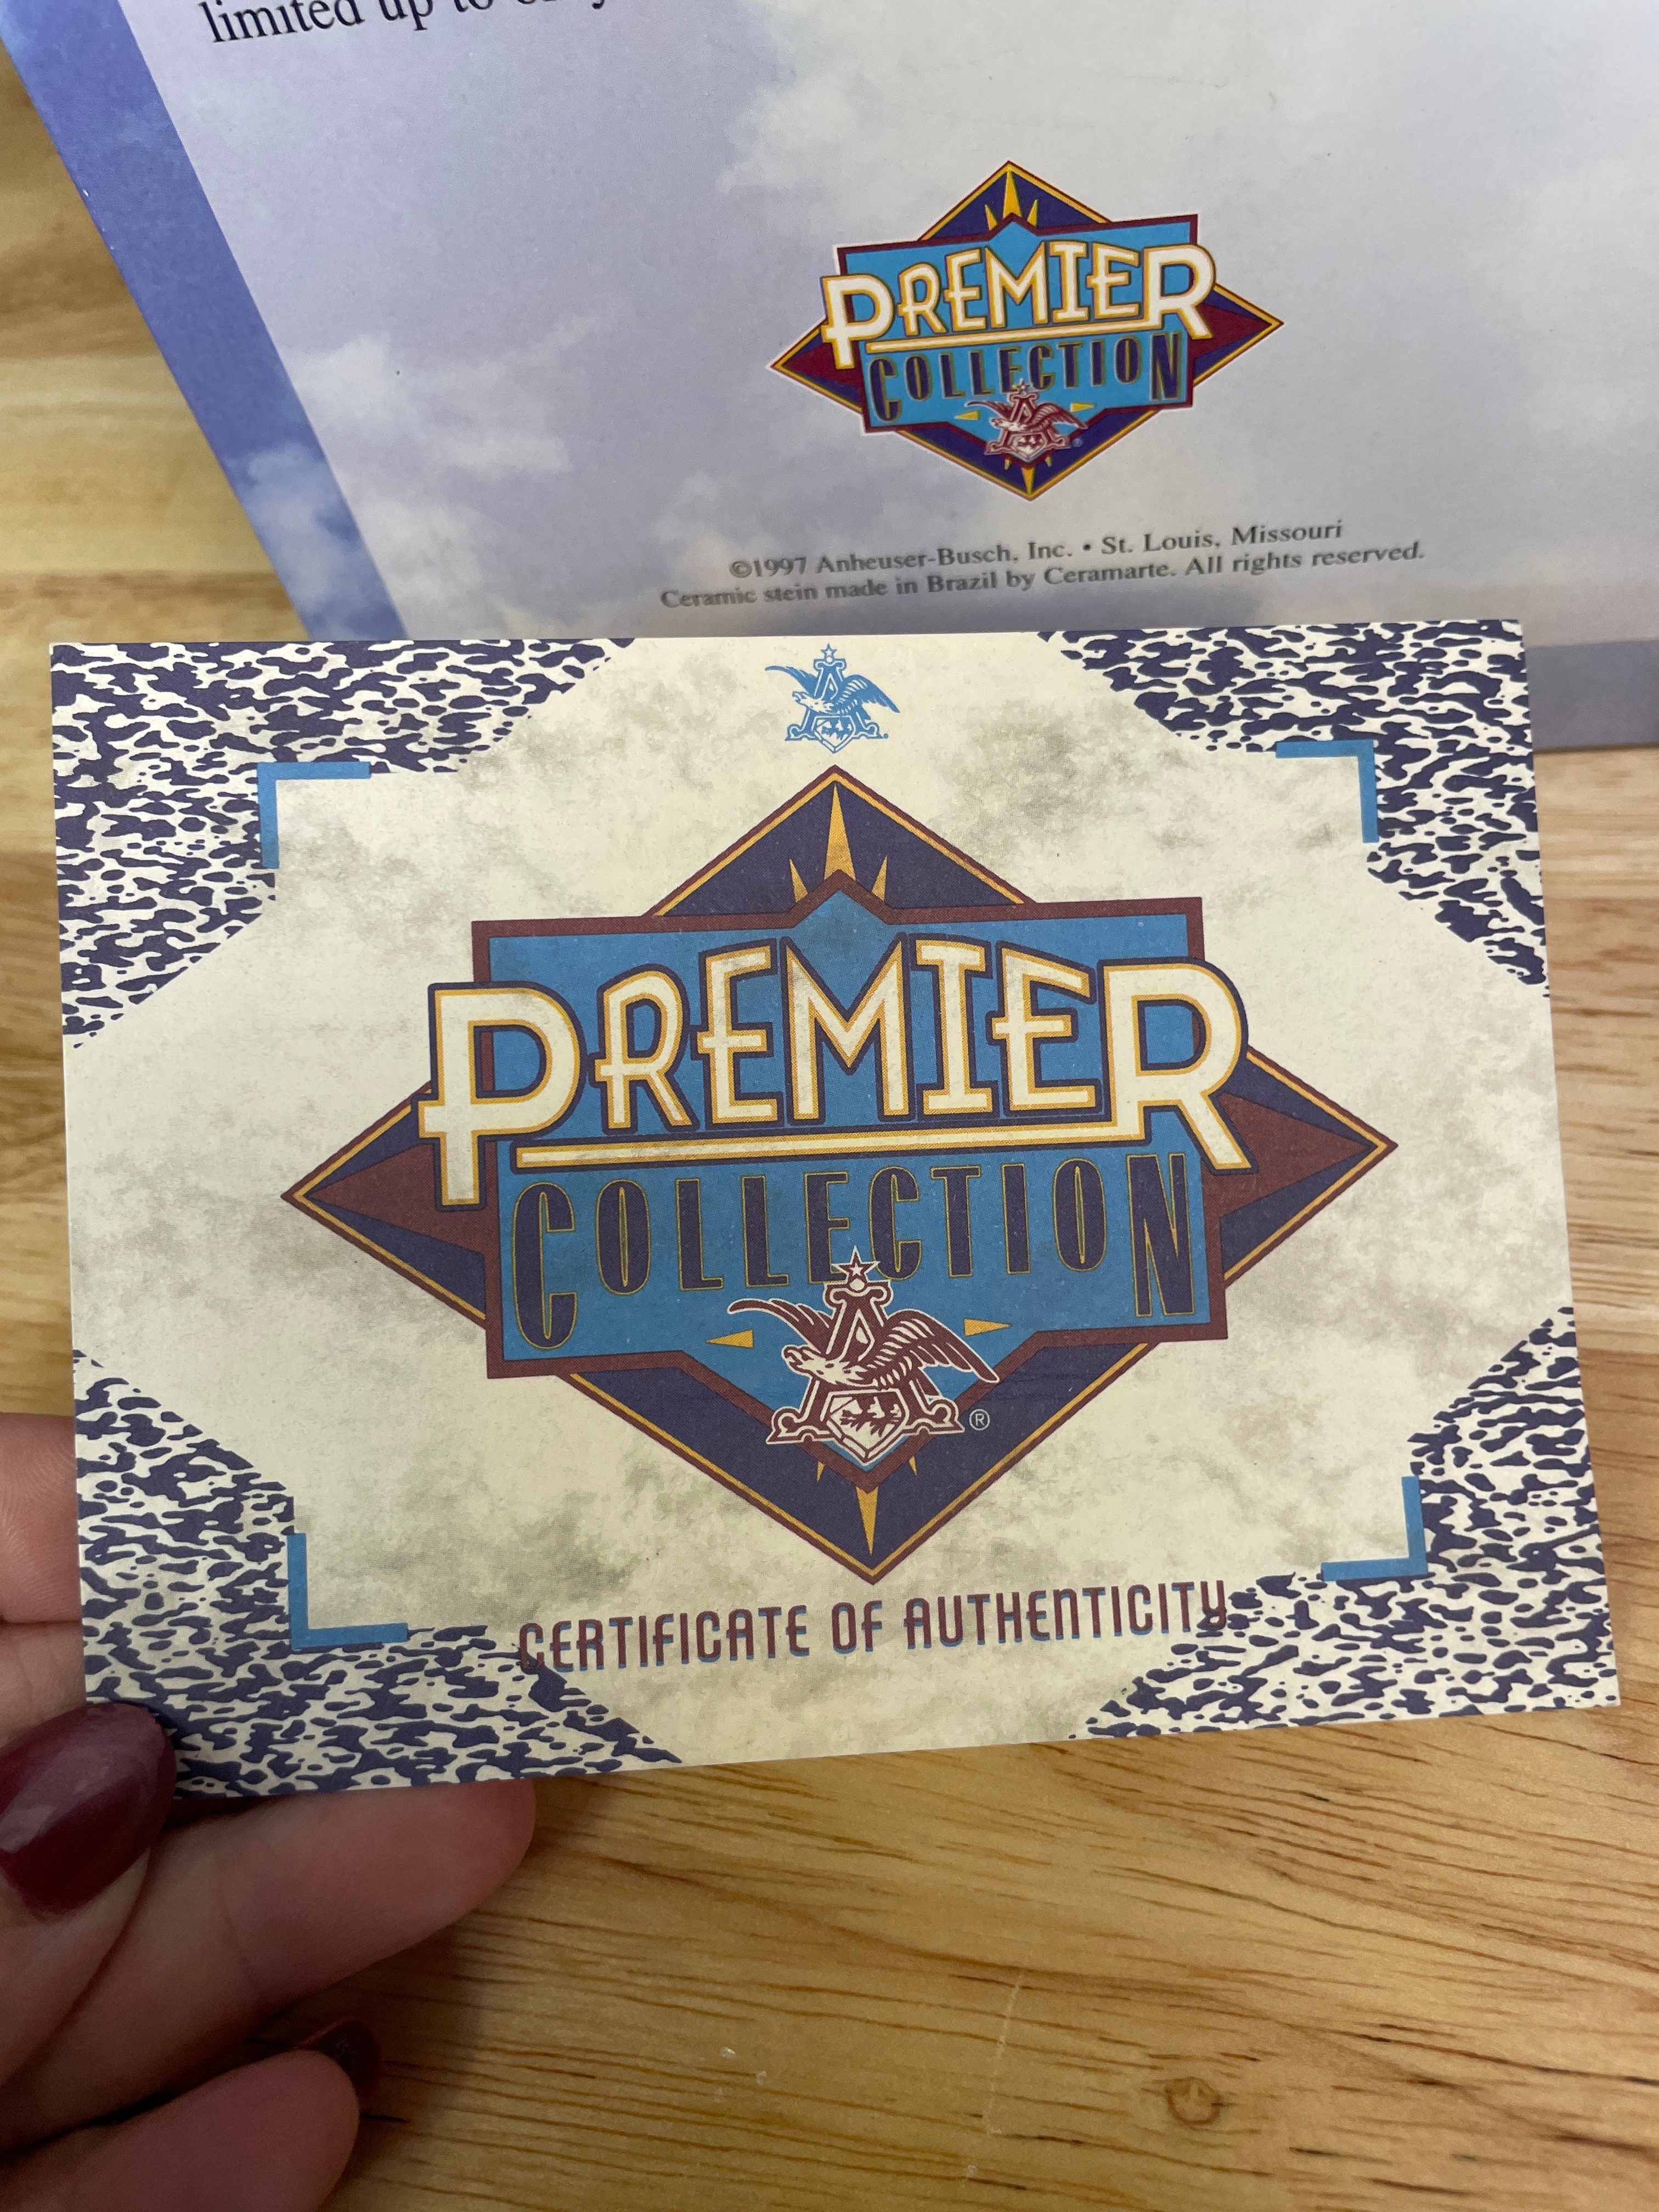 limited up to
PREMIER
COLLECTION
®
©1997 Anheuser-Busch, Inc. • St. Louis, Missouri
Ceramic stein made in Brazil by Ceramarte. All rights reserved.
A
PREMIER
COLLECTION
A
®
CERTIFICATE OF AUTHENTICITY